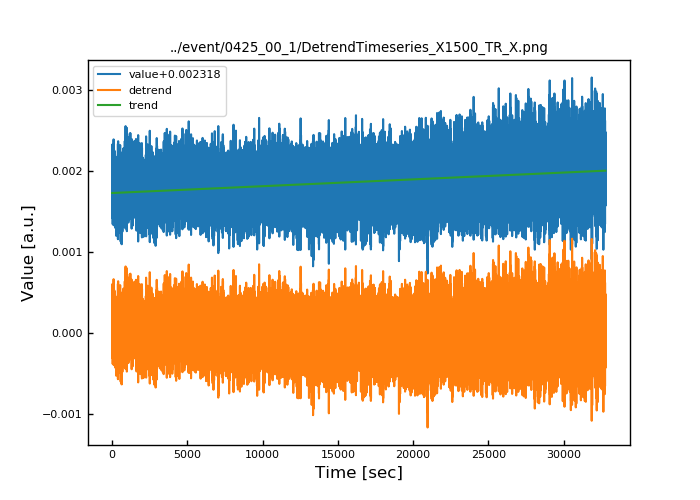 ../event/0425_00_1/DetrendTimeseries_X1500_TR_X.png
value+0.002318
detrend
trend
0.003
0.002
0.001
0.000
−0.001
Value [a.u.]
0 5000 10000 15000 20000 25000 30000
Time [sec]